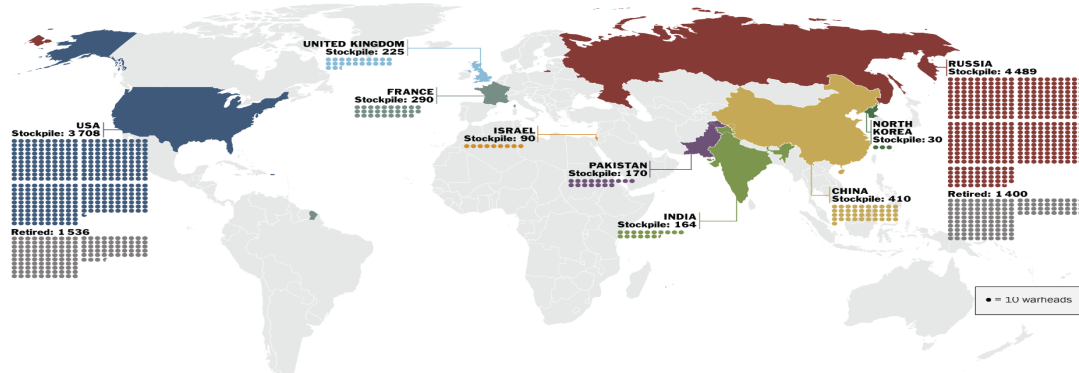 UNITED KINGDOM
Stockpile: 225
FRANCE
Stockpile: 290
USA
Stockpile: 3 708
Retired: 1 536
ISRAEL
Stockpile: 90
PAKISTAN
Stockpile: 170
INDIA
Stockpile: 164
CHINA
Stockpile: 410
NORTH
KOREA
Stockpile: 30
RUSSIA
Stockpile: 4 489
Retired: 1 400
= 10 warheads